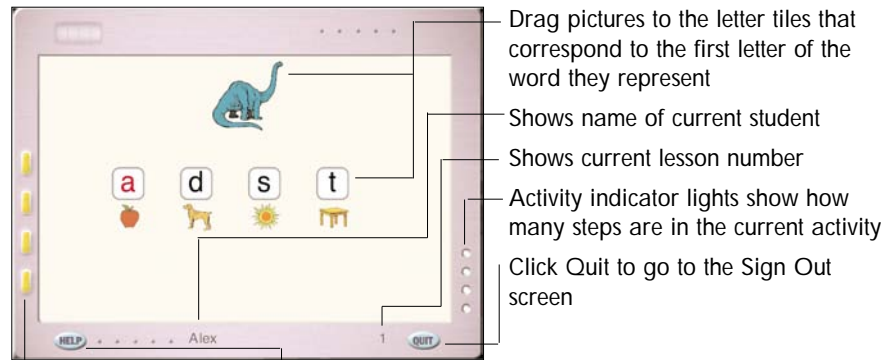 Drag pictures to the letter tiles that
correspond to the first letter of the
word they represent
Shows name of current student
Shows current lesson number
Activity indicator lights show how
many steps are in the current activity
Click Quit to go to the Sign Out
screen
a d s t
HELP Alex 1 QUIT